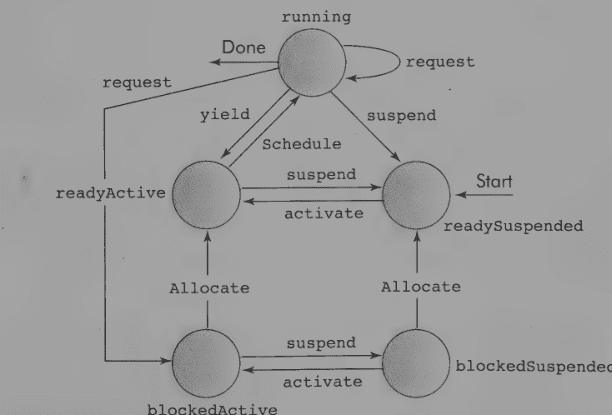 running
Done
request
request
yield
suspend
Schedule
suspend
Start
readyActive
activate
readySuspended
Allocate
Allocate
suspend
blockedSuspended
activate
blockedActive